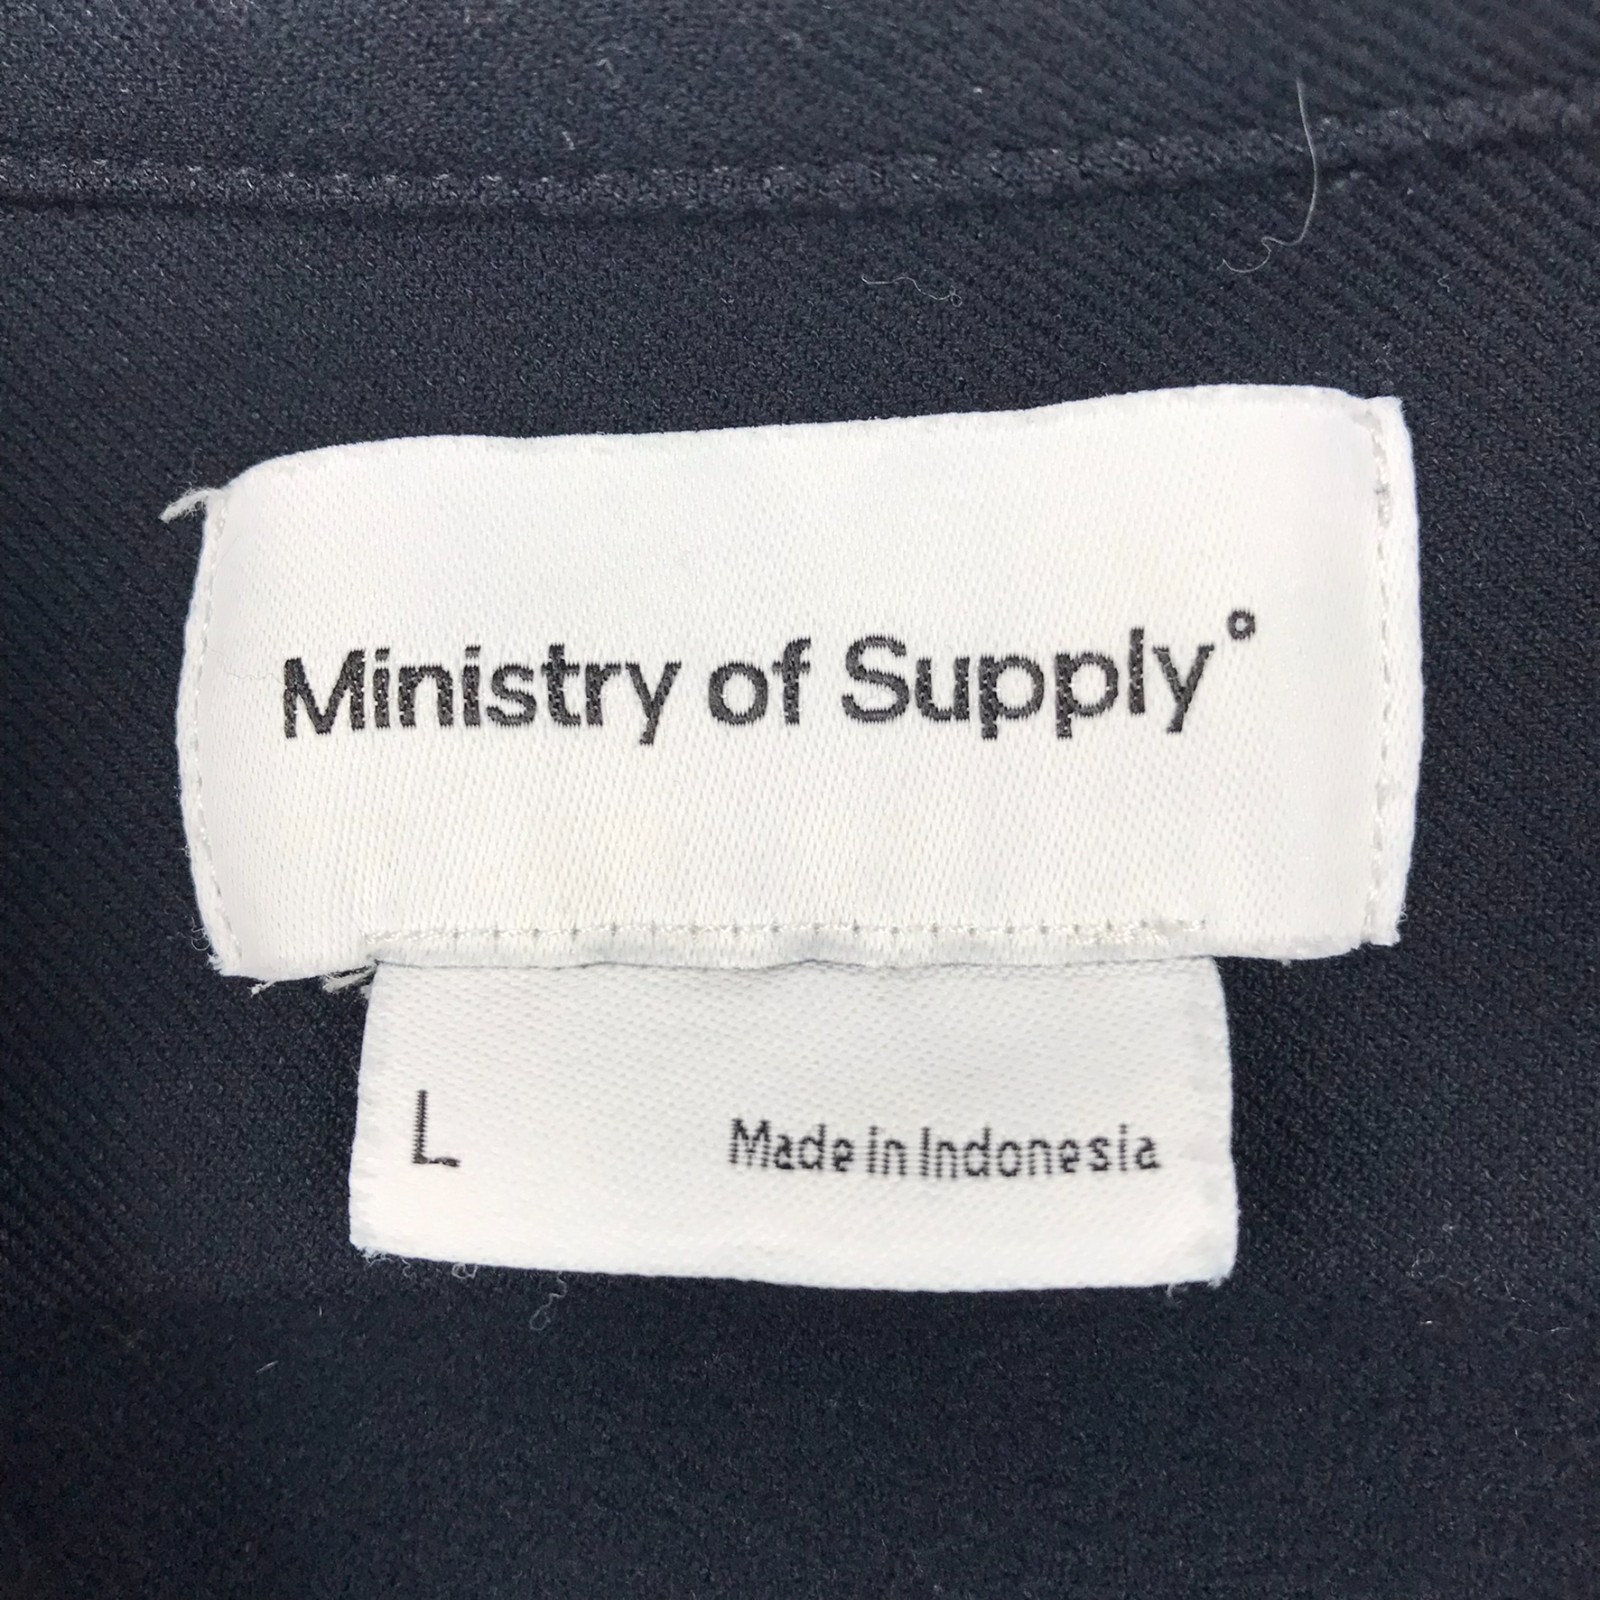 Ministry of Supply°
L Made in Indonesia